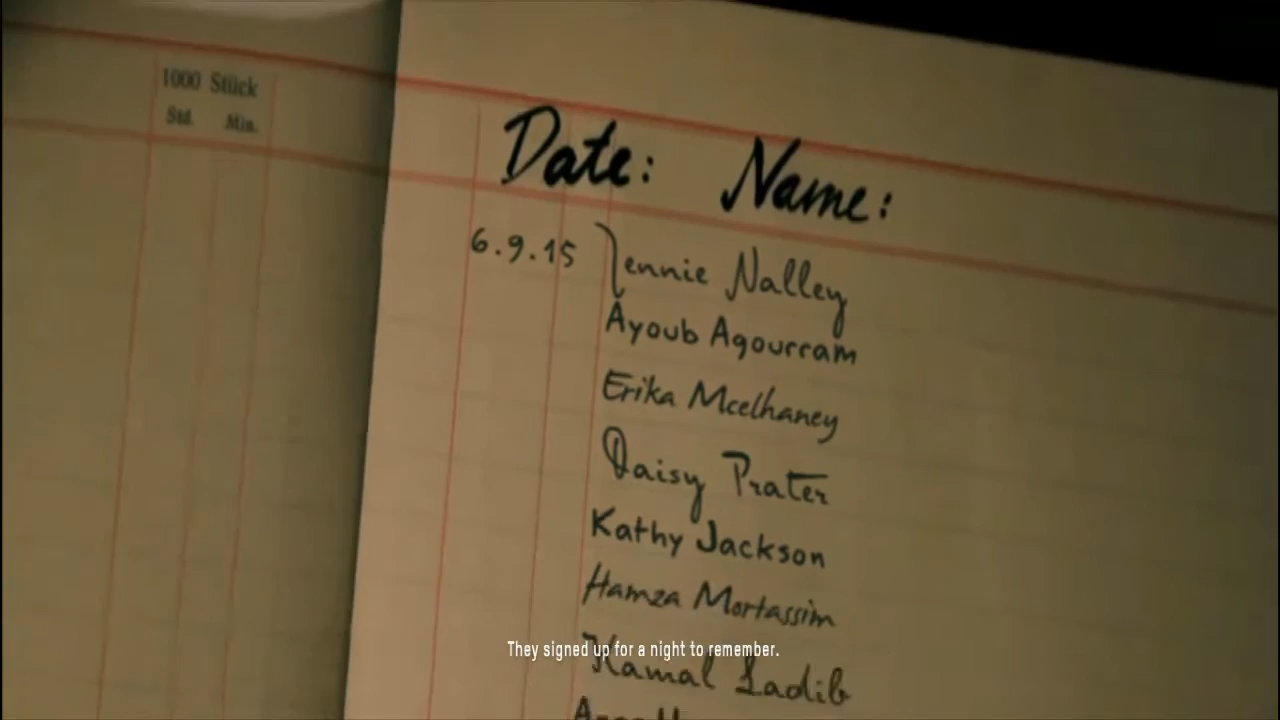 1000 Stück
Std. Min.
Date: Name:
6.9.15 Jennie Nalley
Ayoub Agourram
Erika Mcelhaney
Daisy Prater
Kathy Jackson
Hamza Mortassim
They signed up for a night to remember.
Kamal Ladib